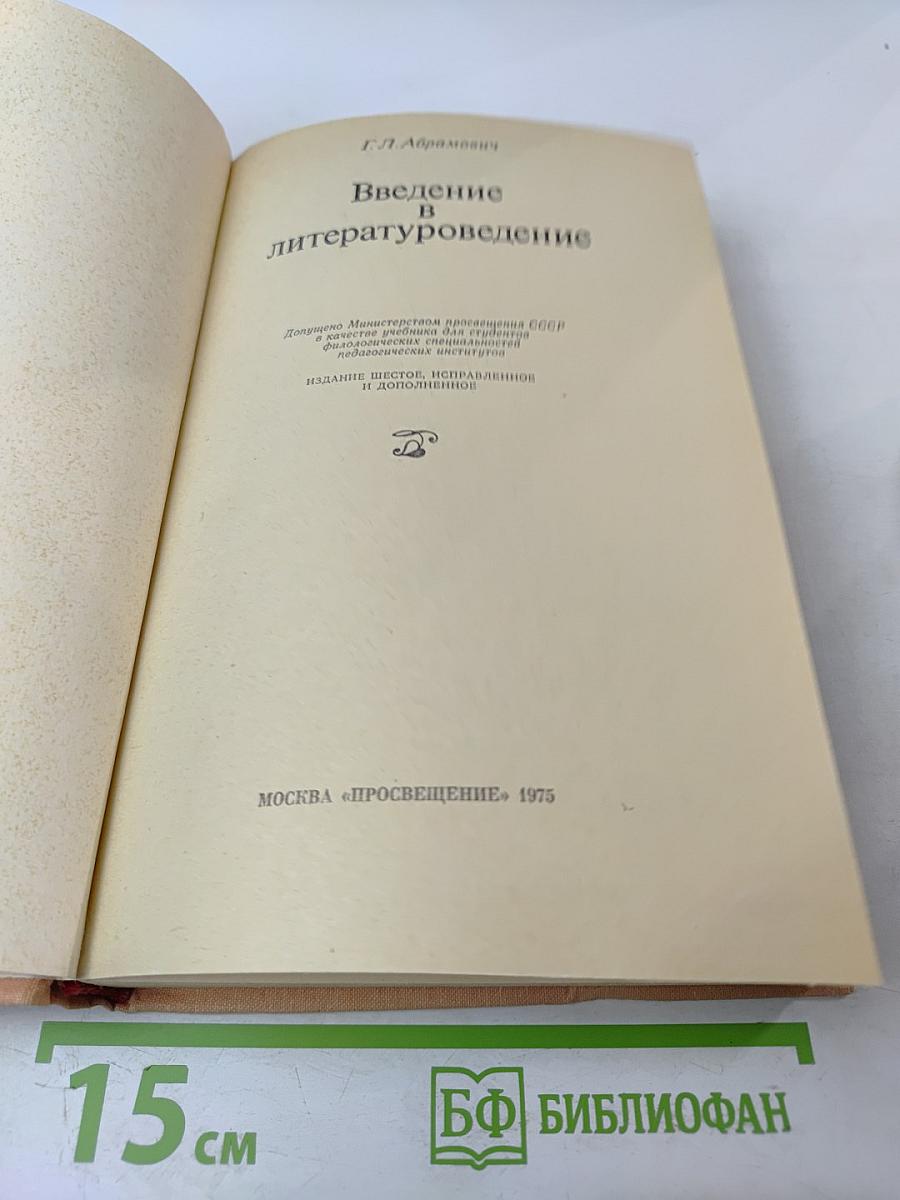 Г. Л. Абрамович
Введение
в
литературоведение
Допущено Министерством просвещения СССР
в качестве учебника для студентов
филологических специальностей
педагогических институтов
ИЗДАНИЕ ШЕСТОЕ, ИСПРАВЛЕННОЕ
И ДОПОЛНЕННОЕ
МОСКВА «ПРОСВЕЩЕНИЕ» 1975
15 СМ
БФ БИБЛИОФАН